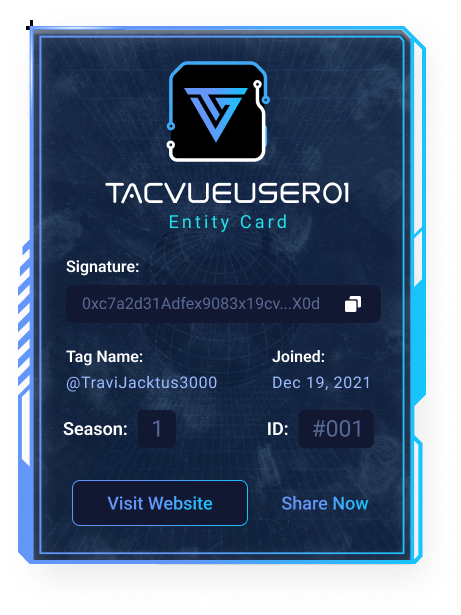 TACVUEUSER01
Entity Card
Signature:
0xc7a2d31Adfex9083x19cv...X0d
Tag Name: Joined:
@TraviJacktus3000 Dec 19, 2021
Season: 1 ID: #001
Visit Website Share Now